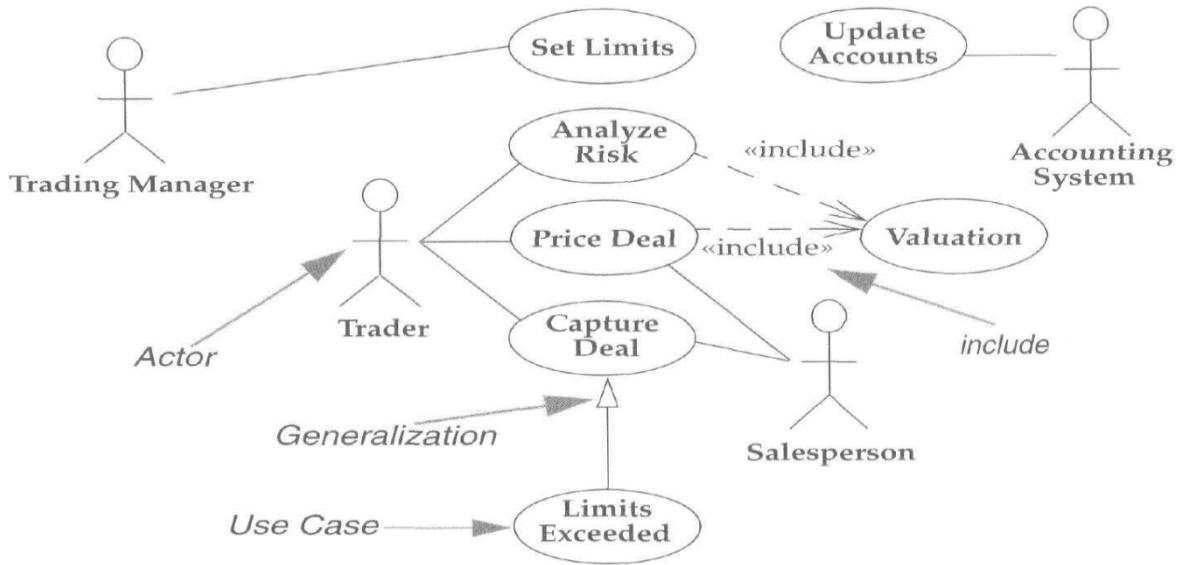 Set Limits
Update
Accounts
Trading Manager
Analyze
Risk
«include»
Accounting
System
Price Deal
«include»
Valuation
Trader
Actor
Capture
Deal
include
Generalization
Salesperson
Use Case
Limits
Exceeded